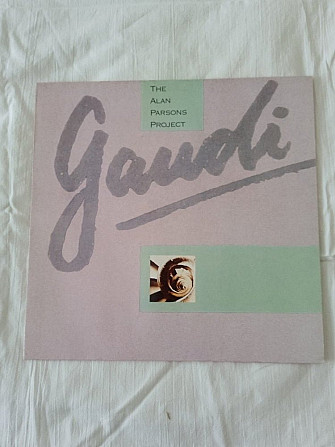 THE
ALAN
PARSONS
PROJECT
Gaudi